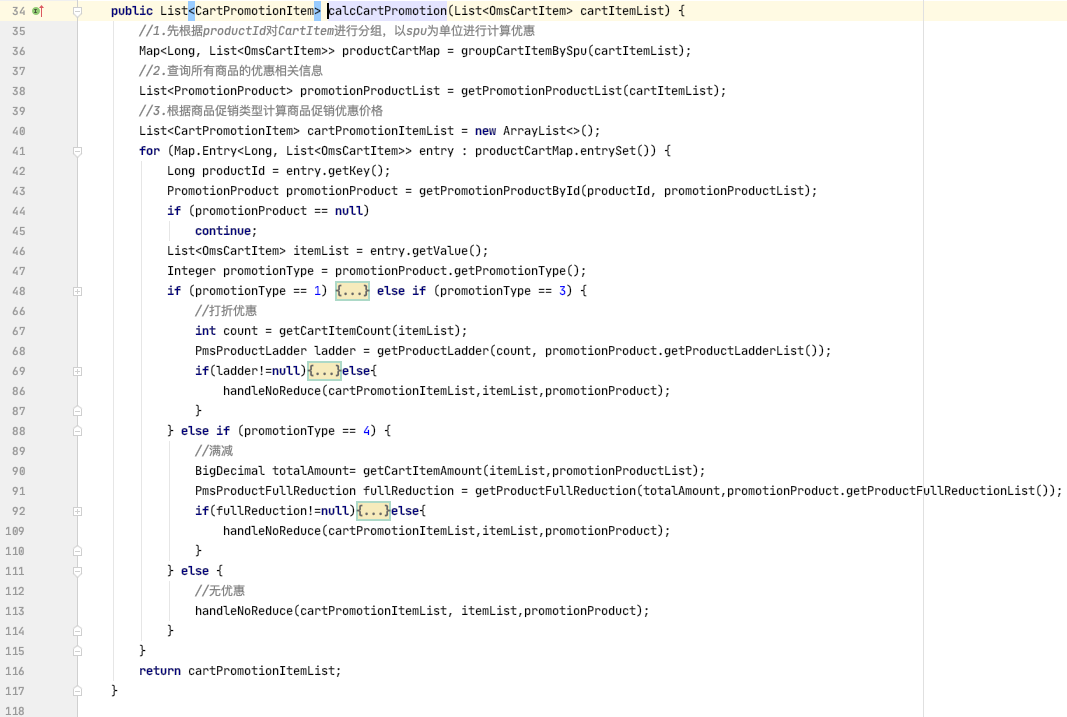 34 public List<CartPromotionItem> calcCartPromotion(List<OmsCartItem> cartItemList) {
35 //1.先根据productId对CartItem进行分组，以spu为单位进行计算优惠
36 Map<Long, List<OmsCartItem>> productCartMap = groupCartItemBySpu(cartItemList);
37 //2.查询所有商品的优惠相关信息
38 List<PromotionProduct> promotionProductList = getPromotionProductList(cartItemList);
39 //3.根据商品促销类型计算商品促销优惠价格
40 List<CartPromotionItem> cartPromotionItemList = new ArrayList<>();
41 for (Map.Entry<Long, List<OmsCartItem>> entry : productCartMap.entrySet()) {
42 Long productId = entry.getKey();
43 PromotionProduct promotionProduct = getPromotionProductById(productId, promotionProductList);
44 if (promotionProduct == null)
45 continue;
46 List<OmsCartItem> itemList = entry.getValue();
47 Integer promotionType = promotionProduct.getPromotionType();
48 if (promotionType == 1) {...} else if (promotionType == 3) {
66 //打折优惠
67 int count = getCartItemCount(itemList);
68 PmsProductLadder ladder = getProductLadder(count, promotionProduct.getProductLadderList());
69 if(ladder!=null){...}else{
86 handleNoReduce(cartPromotionItemList,itemList,promotionProduct);
87 }
88 } else if (promotionType == 4) {
89 //满减
90 BigDecimal totalAmount= getCartItemAmount(itemList,promotionProductList);
91 PmsProductFullReduction fullReduction = getProductFullReduction(totalAmount,promotionProduct.getProductFullReductionList());
92 if(fullReduction!=null){...}else{
109 handleNoReduce(cartPromotionItemList,itemList,promotionProduct);
110 }
111 } else {
112 //无优惠
113 handleNoReduce(cartPromotionItemList, itemList,promotionProduct);
114 }
115 }
116 return cartPromotionItemList;
117 }
118